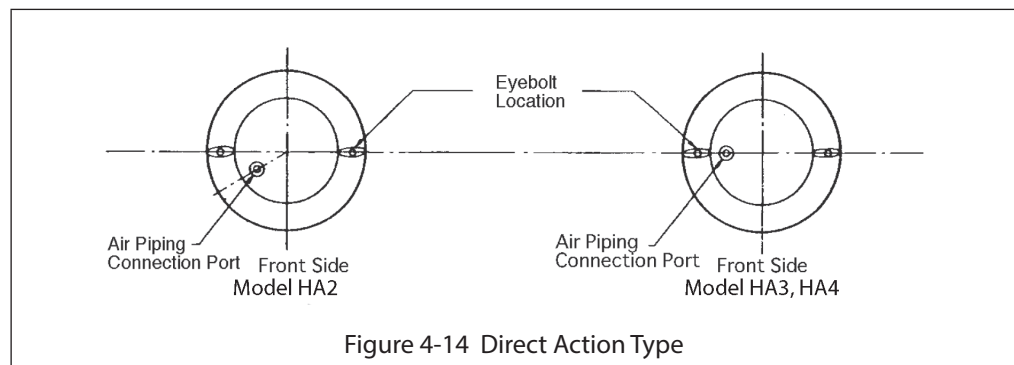 Eyebolt
Location
Air Piping
Connection Port
Front Side
Model HA2
Air Piping
Connection Port
Front Side
Model HA3, HA4
Figure 4-14 Direct Action Type